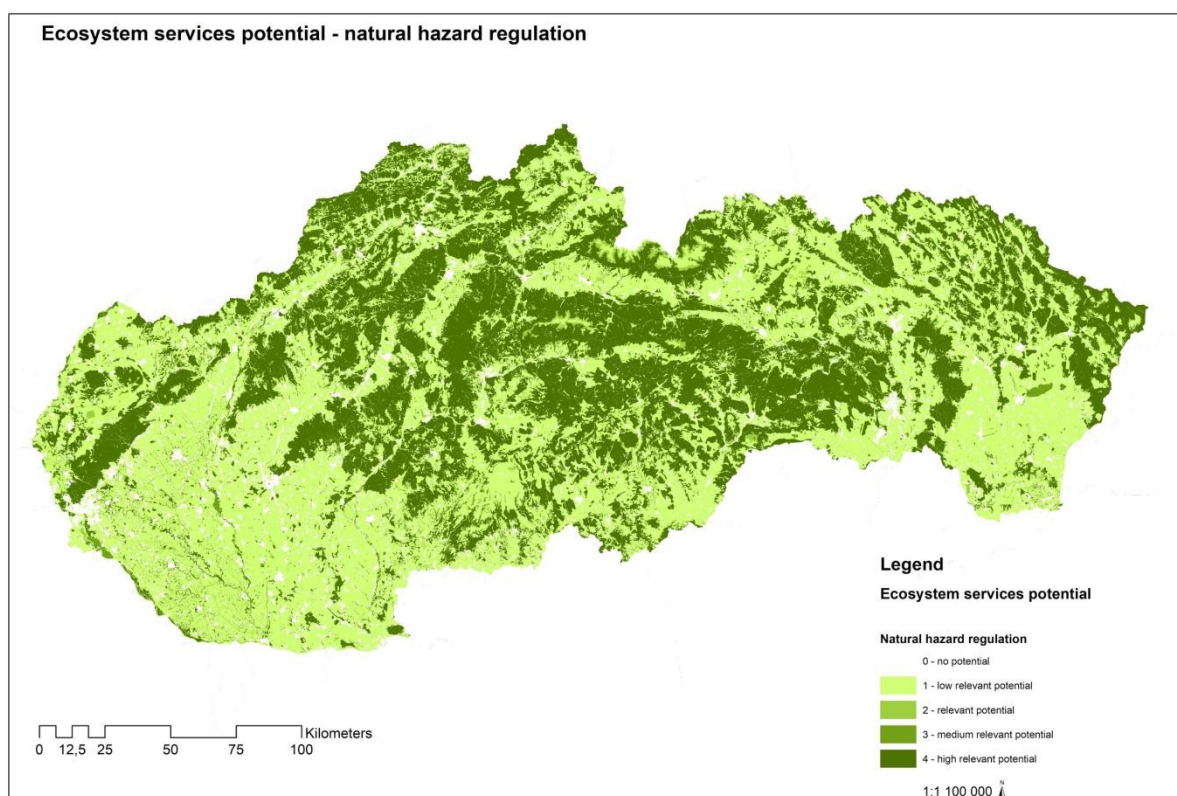 Ecosystem services potential - natural hazard regulation
Legend
Ecosystem services potential
Natural hazard regulation
0 - no potential
1 - low relevant potential
2 - relevant potential
3 - medium relevant potential
4 - high relevant potential
1:1 100 000
N
Kilometers
0 12,5 25 50 75 100